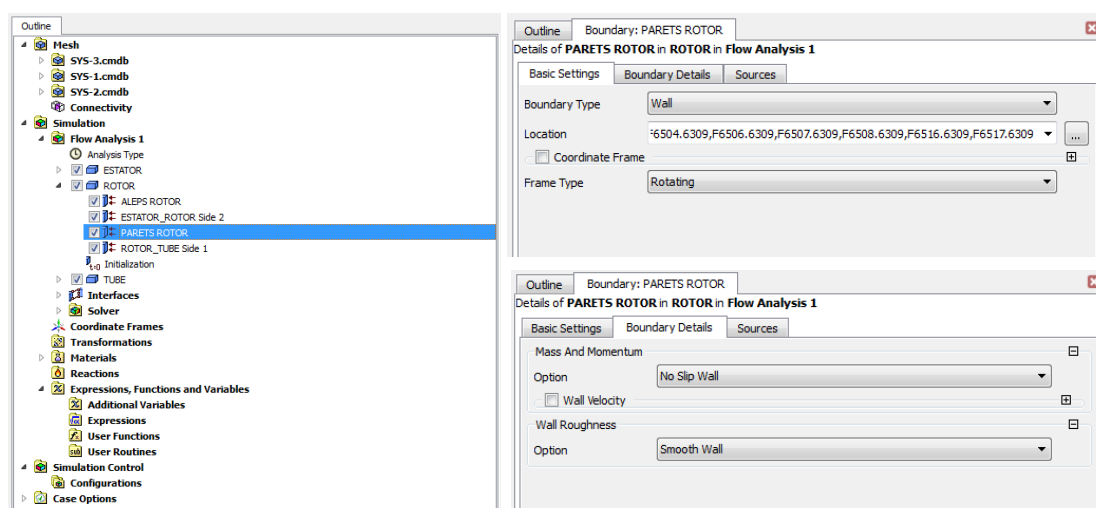 Outline
Mesh
SYS-3.cmdb
SYS-1.cmdb
SYS-2.cmdb
Connectivity
Simulation
Flow Analysis 1
Analysis Type
ESTATOR
ROTOR
ALEPS ROTOR
ESTATOR_ROTOR Side 2
PARETS ROTOR
ROTOR_TUBE Side 1
t=0 Initialization
TUBE
Interfaces
Solver
Coordinate Frames
Transformations
Materials
Reactions
Expressions, Functions and Variables
Additional Variables
Expressions
User Functions
User Routines
Simulation Control
Configurations
Case Options
Outline Boundary: PARETS ROTOR
Details of PARETS ROTOR in ROTOR in Flow Analysis 1
Basic Settings Boundary Details Sources
Boundary Type Wall
Location F6504.6309,F6506.6309,F6507.6309,F6508.6309,F6516.6309,F6517.6309 ...
Coordinate Frame
Frame Type Rotating
Outline Boundary: PARETS ROTOR
Details of PARETS ROTOR in ROTOR in Flow Analysis 1
Basic Settings Boundary Details Sources
Mass And Momentum
Option No Slip Wall
Wall Velocity
Wall Roughness
Option Smooth Wall